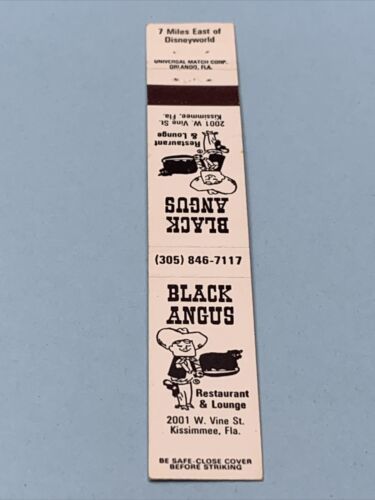 7 Miles East of
Disneyworld
UNIVERSAL MATCH CORP.
ORLANDO, FLA.
BLACK
ANGUS
Restaurant
& Lounge
2001 W. Vine St.
Kissimmee, Fla.
(305) 846-7117
BLACK
ANGUS
Restaurant
& Lounge
2001 W. Vine St.
Kissimmee, Fla.
BE SAFE-CLOSE COVER
BEFORE STRIKING